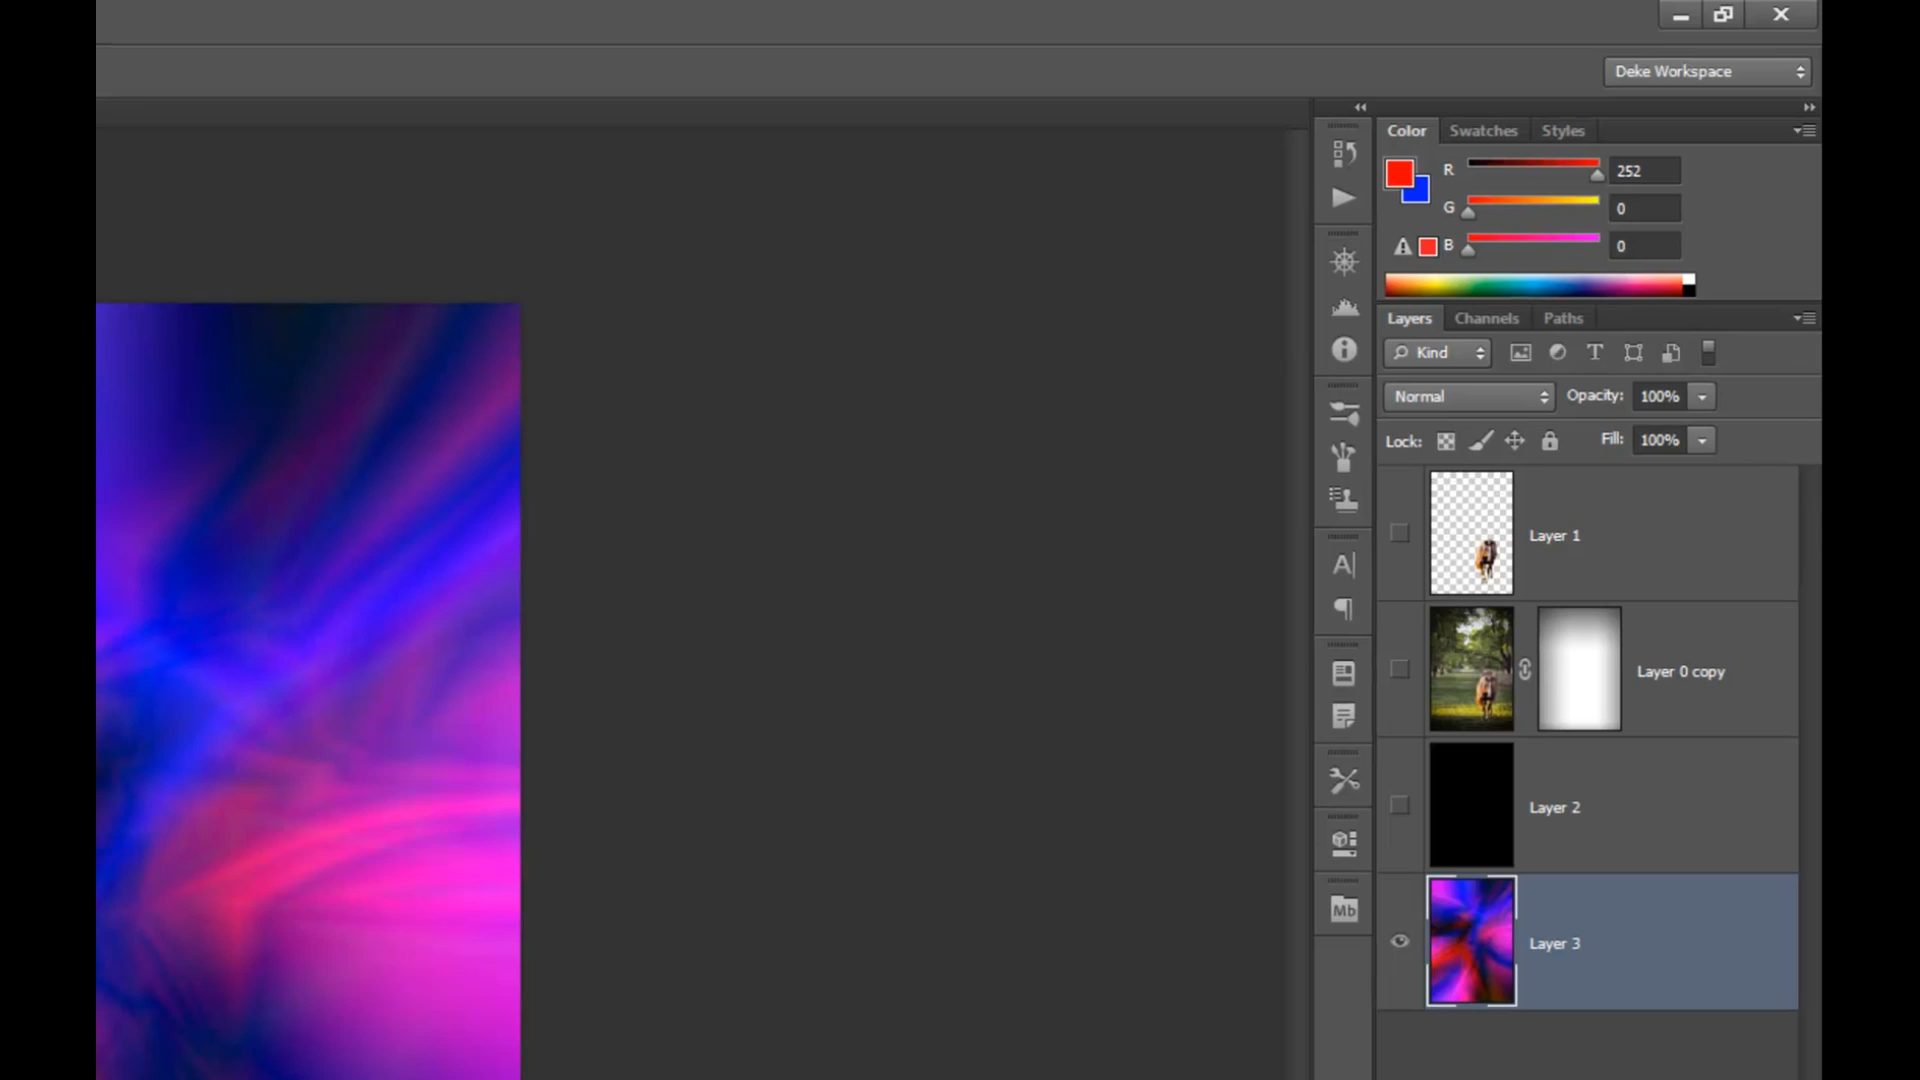 Deke Workspace
Color Swatches Styles
R 252
G 0
B 0
Layers Channels Paths
Kind T
Normal Opacity: 100%
Lock: Fill: 100%
A
Layer 1
Layer 0 copy
Layer 2
Mb
Layer 3